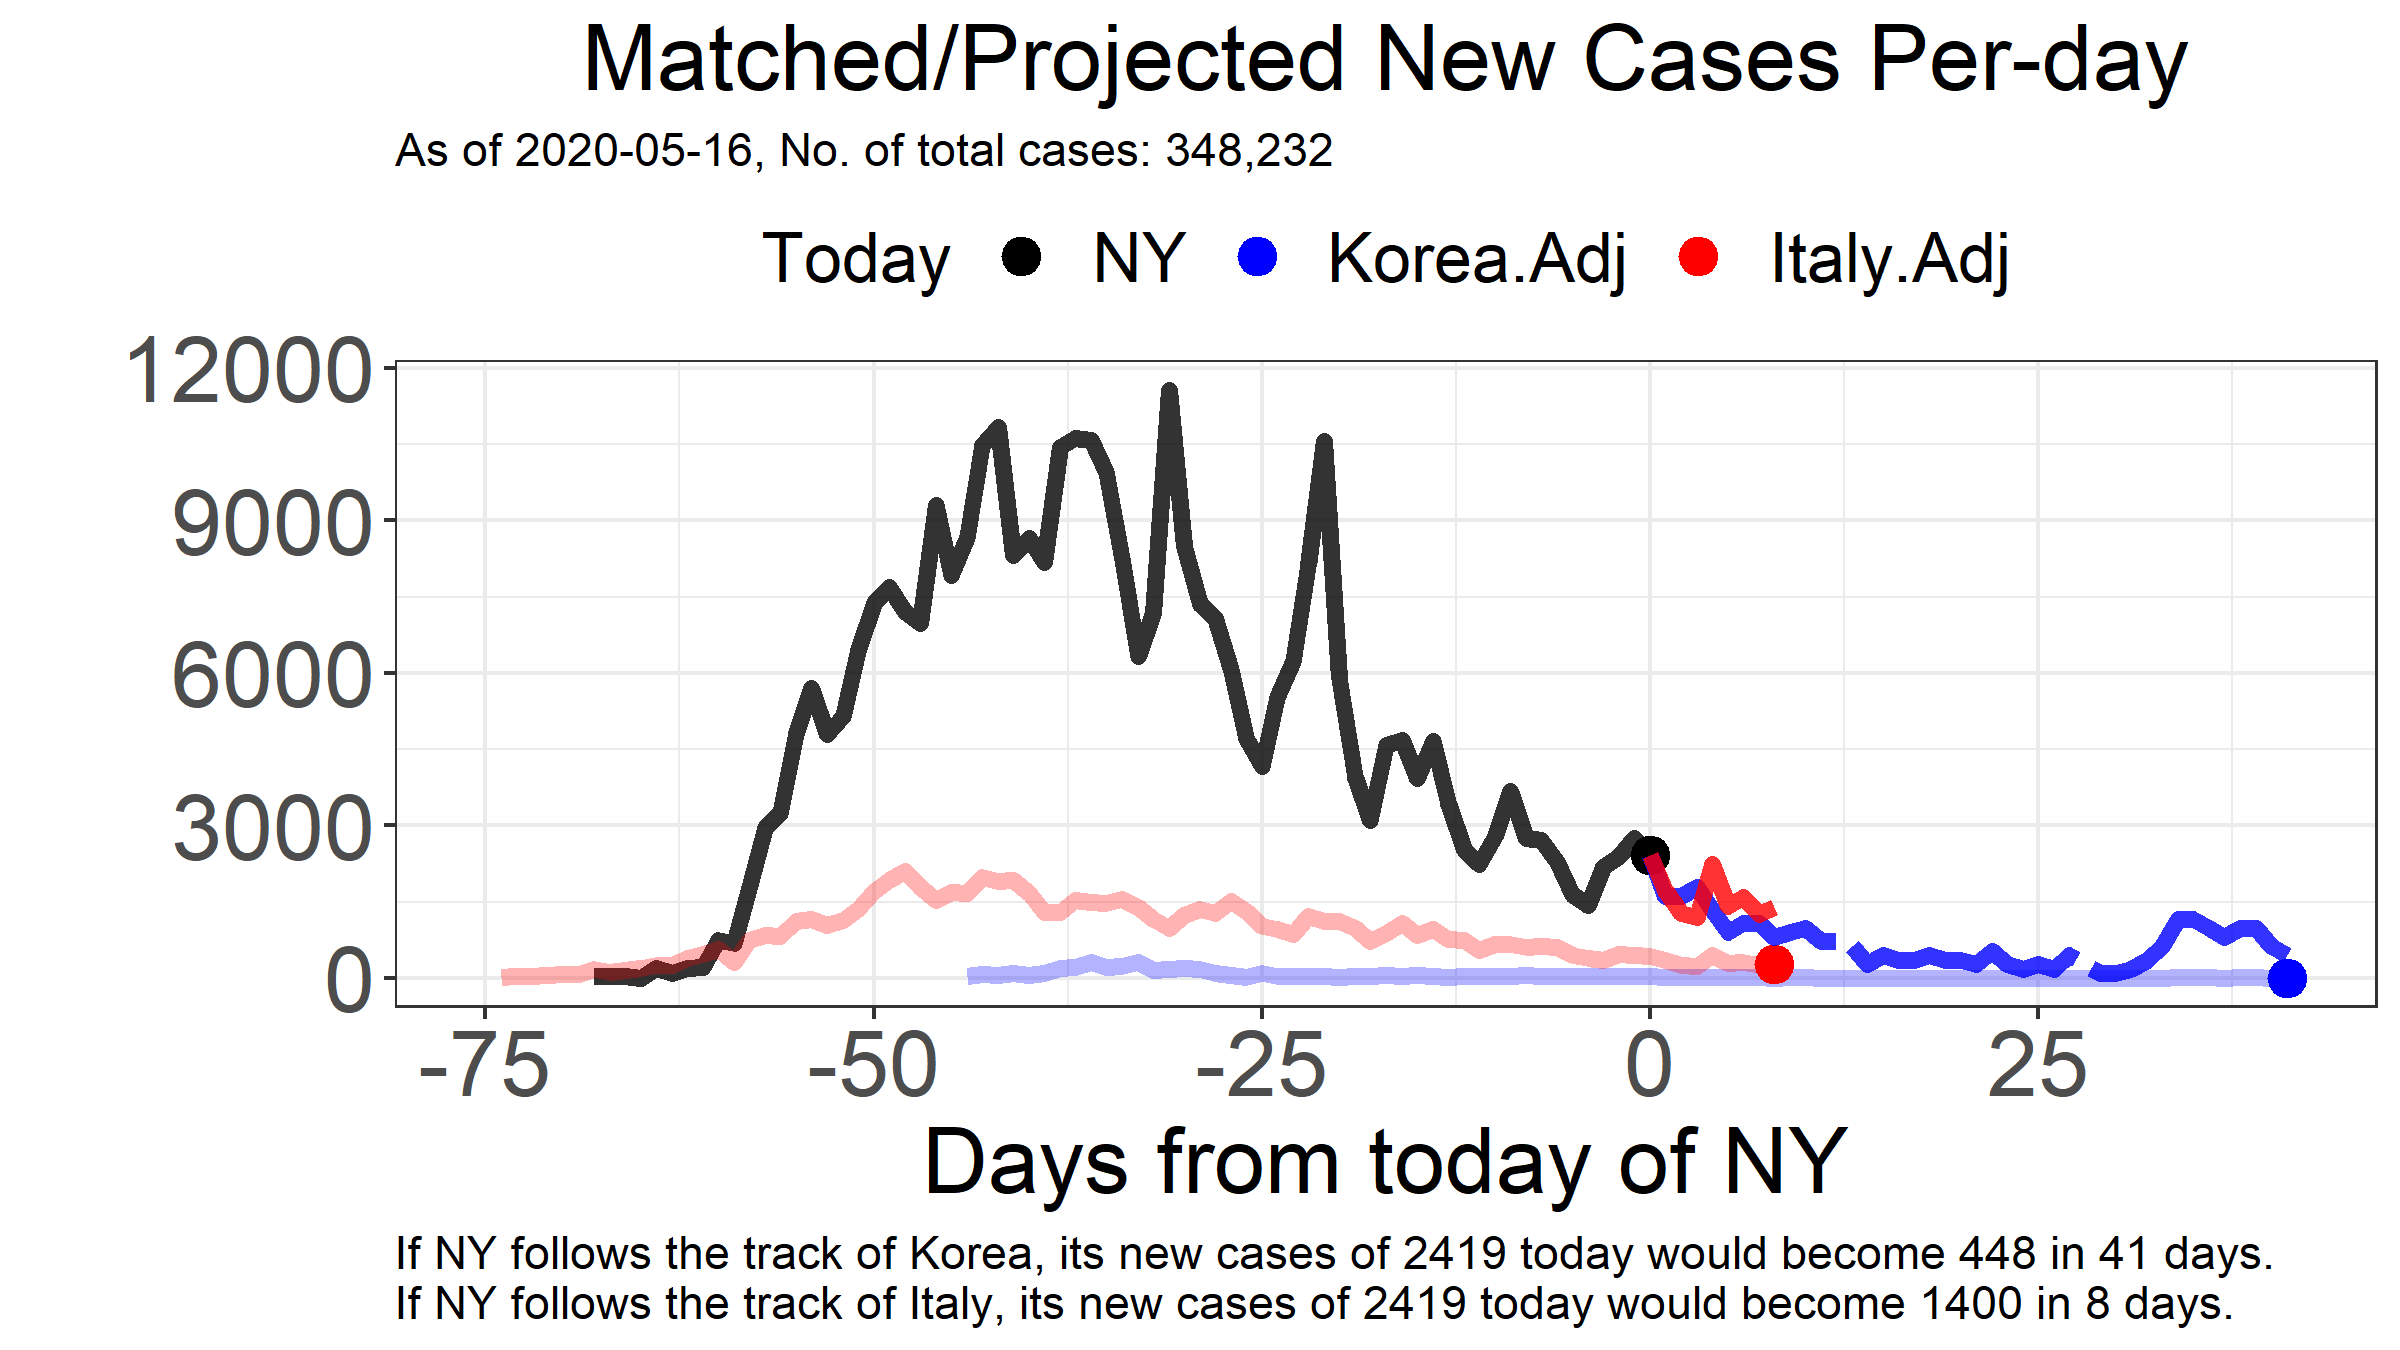 Matched/Projected New Cases Per-day
As of 2020-05-16, No. of total cases: 348,232
Today NY Korea.Adj Italy.Adj
12000
9000
6000
3000
0
-75 -50 -25 0 25
Days from today of NY
If NY follows the track of Korea, its new cases of 2419 today would become 448 in 41 days.
If NY follows the track of Italy, its new cases of 2419 today would become 1400 in 8 days.